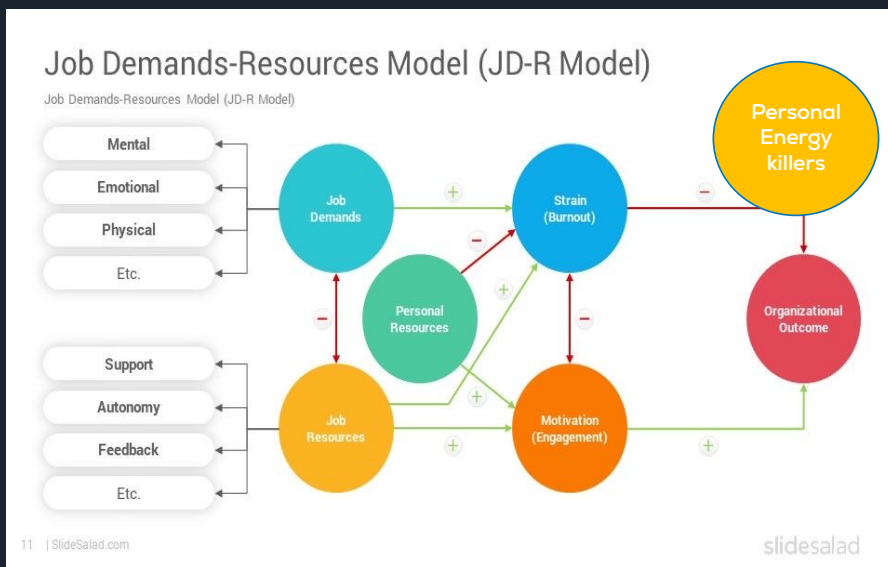 Job Demands-Resources Model (JD-R Model)
Job Demands-Resources Model (JD-R Model)
Personal
Energy
killers
Mental
Emotional
Physical
Etc.
Job
Demands
+
Strain
(Burnout)
−
−
+
Personal
Resources
−
−
Organizational
Outcome
Support
Autonomy
Feedback
Etc.
Job
Resources
+
+
Motivation
(Engagement)
+
11 | SlideSalad.com
slidesalad